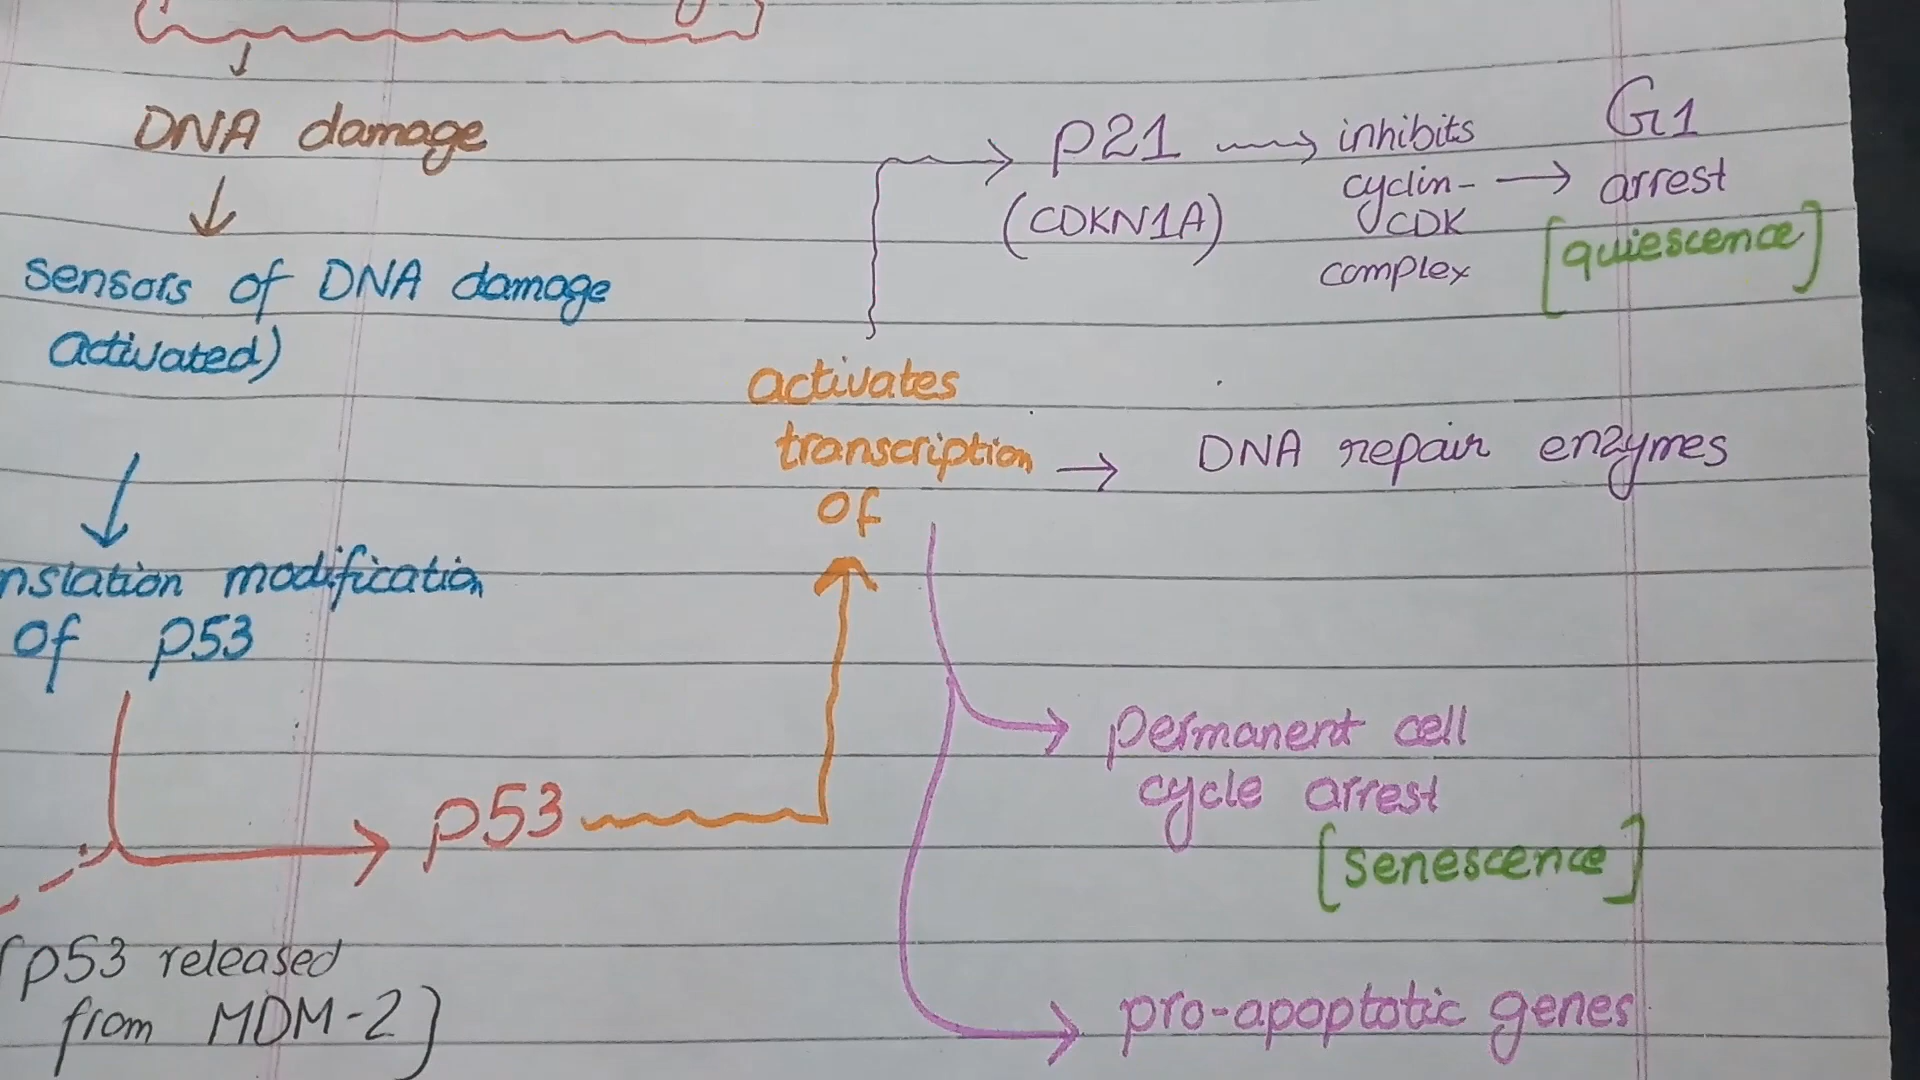 DNA damage
sensors of DNA damage
activated)
nslation modification
of p53
p53
[p53 released
from MDM-2]
activates
transcription
of
p21
(CDKN1A)
inhibits
cyclin-
CDK
complex
G1
arrest
[quiescence]
DNA repair enzymes
permanent cell
cycle arrest
[senescence]
pro-apoptotic genes